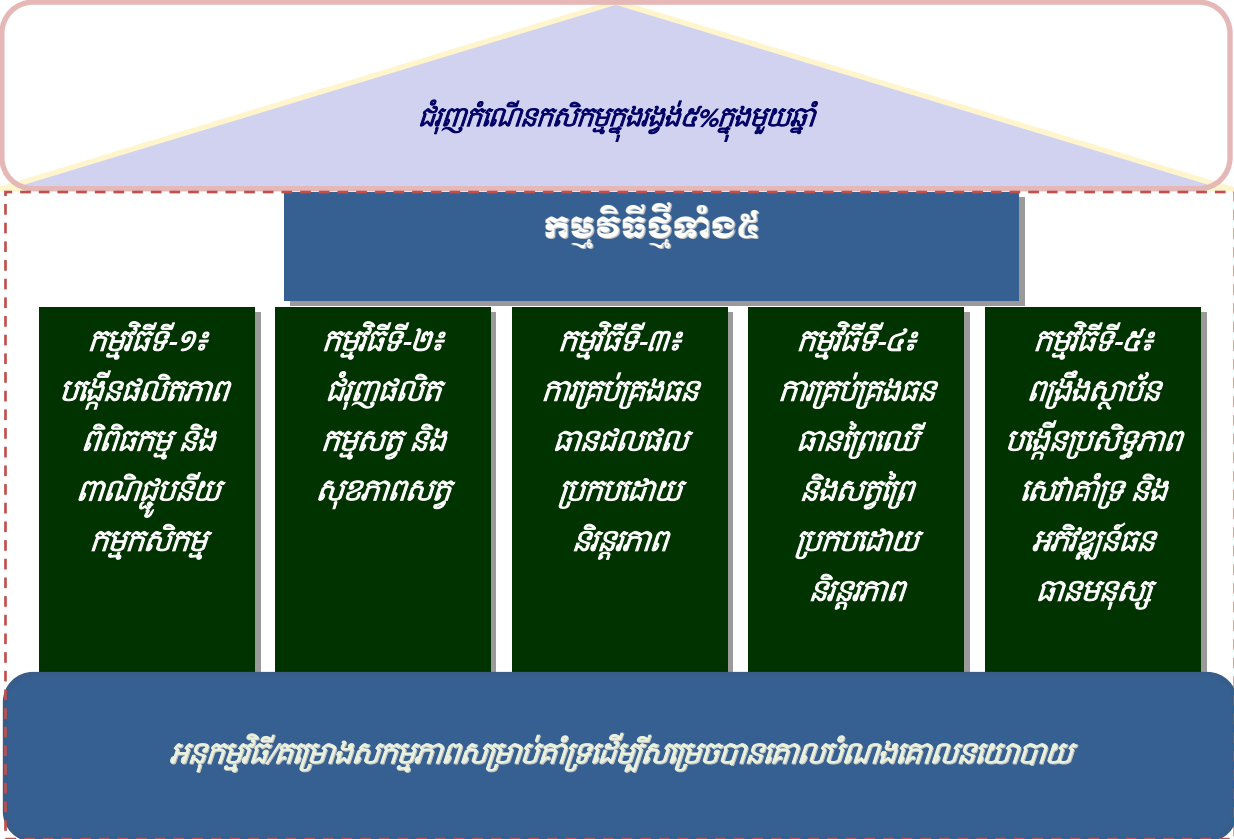 ជំរុញកំណើនកសិកម្មក្នុងរង្វង់៥%ក្នុងមួយឆ្នាំ
កម្មវិធីថ្មីទាំង៥
កម្មវិធីទី-១៖
បង្កើនផលិតភាព
ពិពិធកម្ម និង
ពាណិជ្ជូបនីយ
កម្មកសិកម្ម
កម្មវិធីទី-២៖
ជំរុញផលិត
កម្មសត្វ និង
សុខភាពសត្វ
កម្មវិធីទី-៣៖
ការគ្រប់គ្រងធន
ធានជលផល
ប្រកបដោយ
និរន្តរភាព
កម្មវិធីទី-៤៖
ការគ្រប់គ្រងធន
ធានព្រៃឈើ
និងសត្វព្រៃ
ប្រកបដោយ
និរន្តរភាព
កម្មវិធីទី-៥៖
ពង្រឹងស្ថាប័ន
បង្កើនប្រសិទ្ធភាព
សេវាគាំទ្រ និង
អភិវឌ្ឍន៍ធន
ធានមនុស្ស
អនុកម្មវិធី/គម្រោងសកម្មភាពសម្រាប់គាំទ្រដើម្បីសម្រេចបានគោលបំណងគោលនយោបាយ